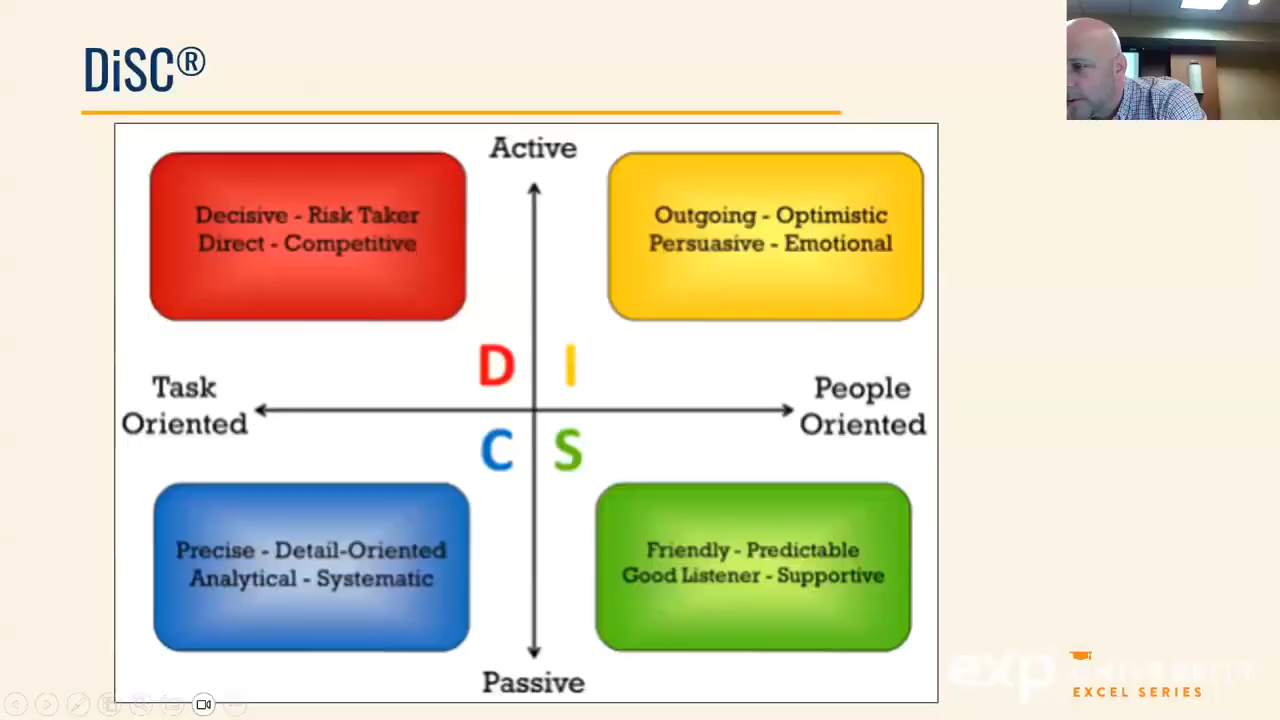 DiSC®
Active
Decisive - Risk Taker
Direct - Competitive
Outgoing - Optimistic
Persuasive - Emotional
D I
Task
Oriented
People
Oriented
C S
Precise - Detail-Oriented
Analytical - Systematic
Friendly - Predictable
Good Listener - Supportive
Passive
exp UNIVERSITY
EXCEL SERIES